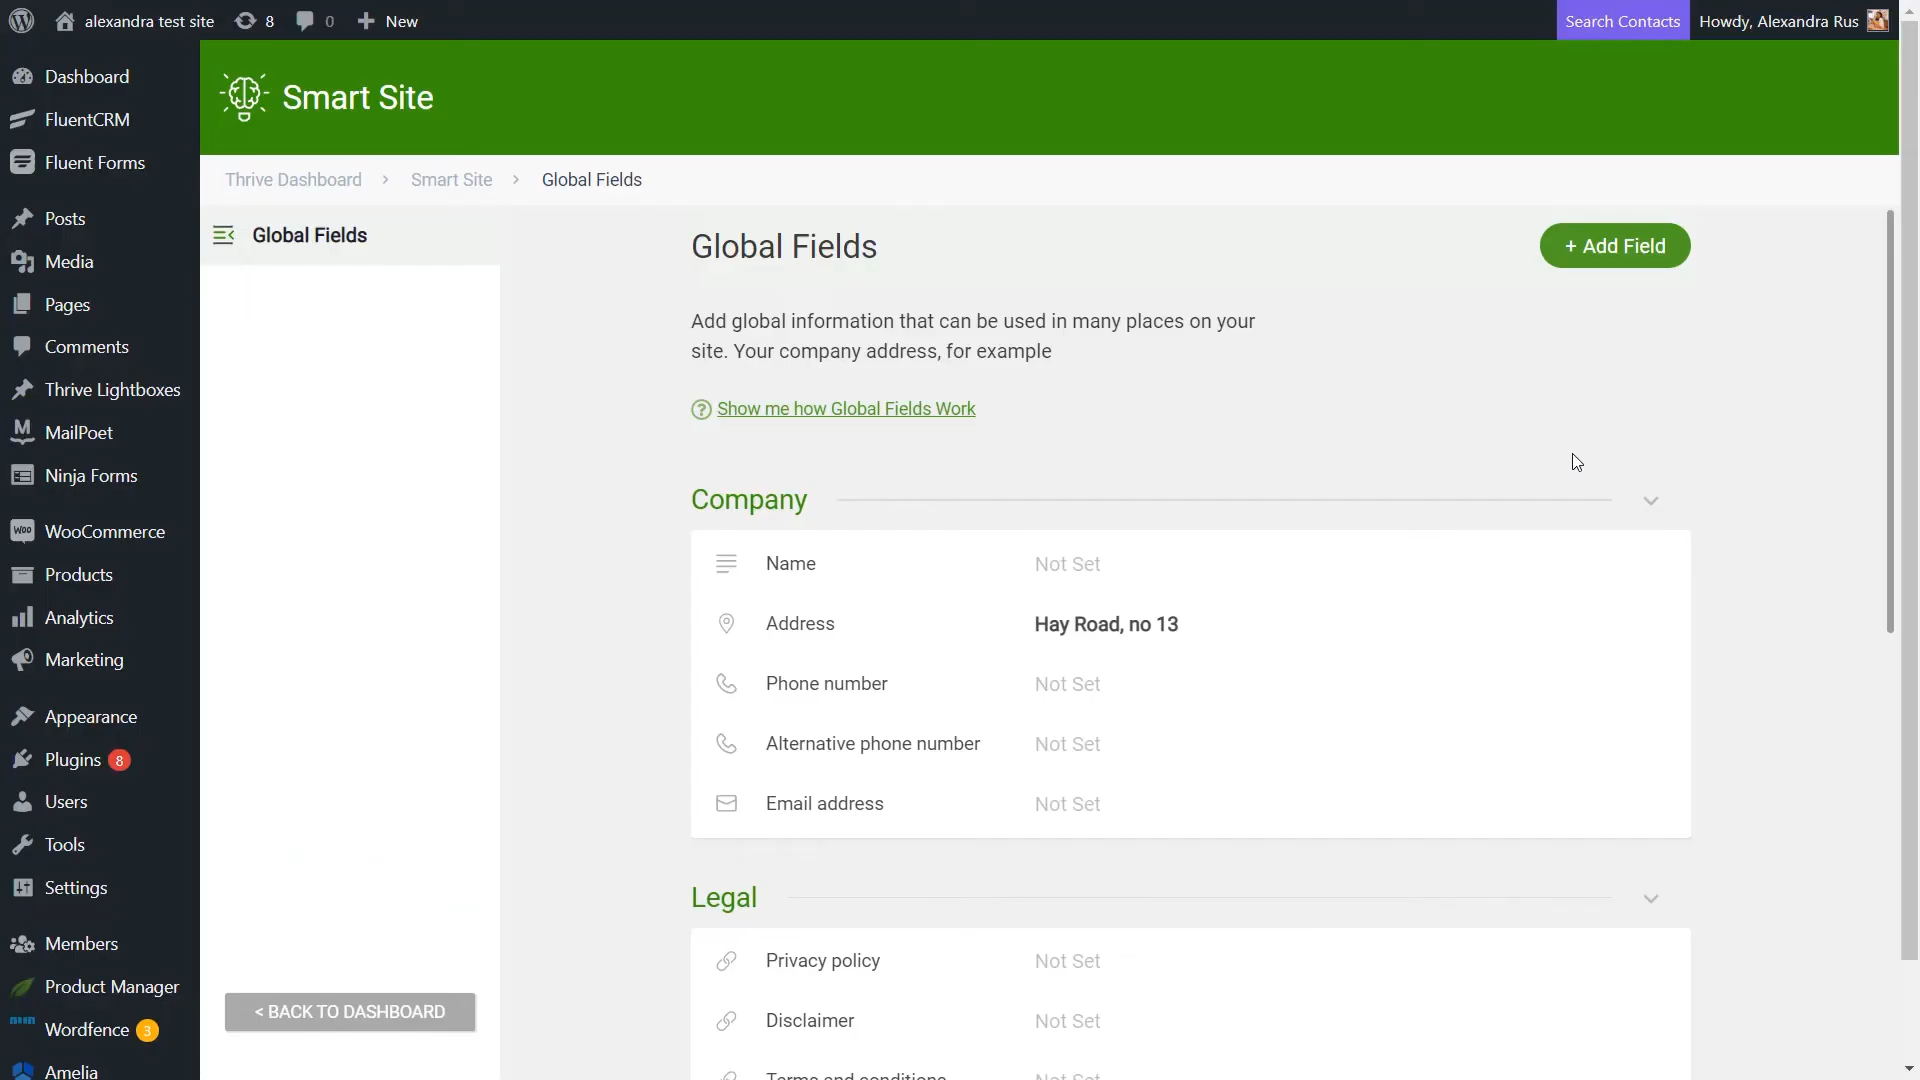 alexandra test site
8
0
New
Search Contacts
Howdy, Alexandra Rus
Dashboard
FluentCRM
Fluent Forms
Posts
Media
Pages
Comments
Thrive Lightboxes
MailPoet
Ninja Forms
WooCommerce
Products
Analytics
Marketing
Appearance
Plugins 8
Users
Tools
Settings
Members
Product Manager
Wordfence 3
Amelia
Smart Site
Thrive Dashboard > Smart Site > Global Fields
Global Fields
< BACK TO DASHBOARD
Global Fields
+ Add Field
Add global information that can be used in many places on your
site. Your company address, for example
Show me how Global Fields Work
Company
Name Not Set
Address Hay Road, no 13
Phone number Not Set
Alternative phone number Not Set
Email address Not Set
Legal
Privacy policy Not Set
Disclaimer Not Set
Terms and conditions Not Set